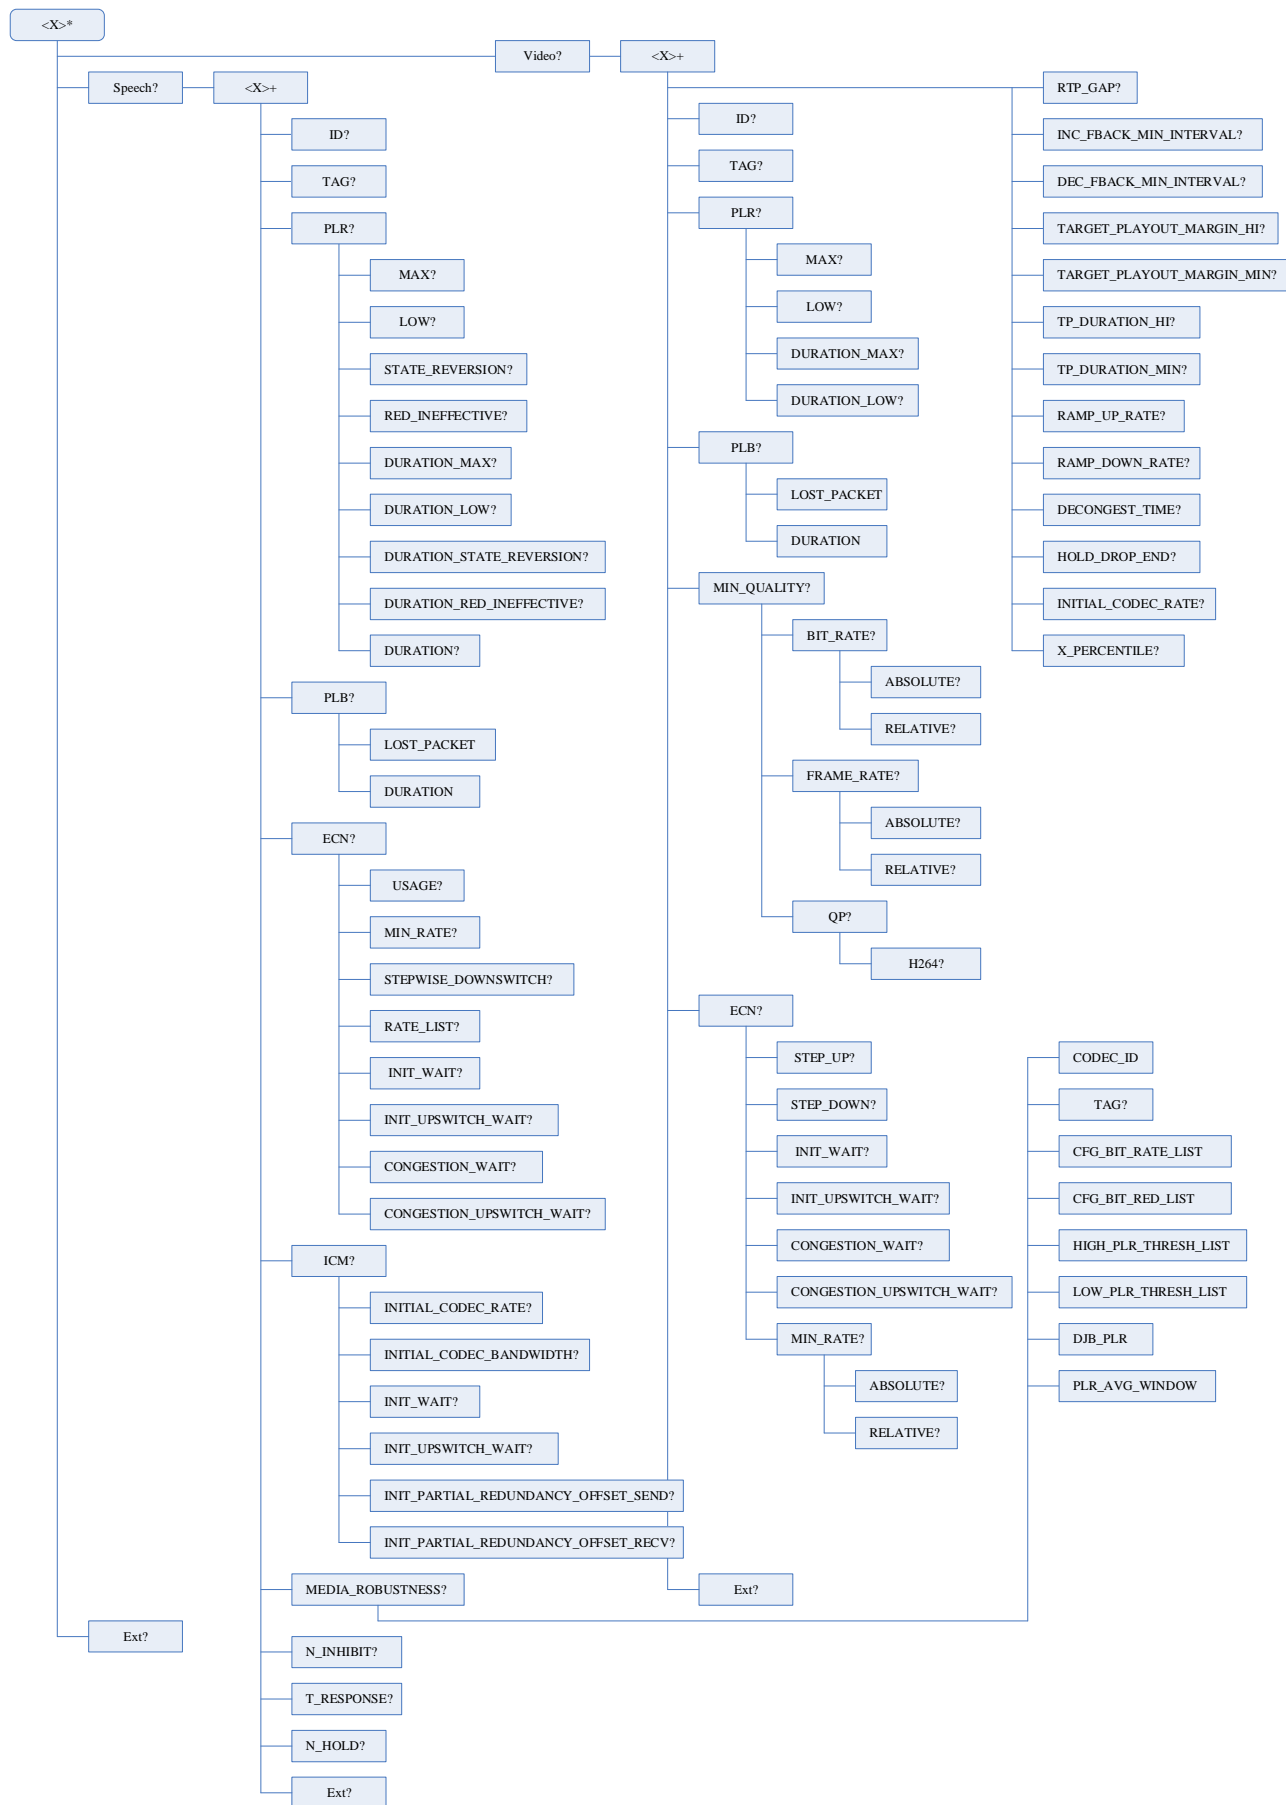 <X>*
Video?
<X>+
Speech?
<X>+
ID?
TAG?
PLR?
MAX?
LOW?
STATE_REVERSION?
RED_INEFFECTIVE?
DURATION_MAX?
DURATION_LOW?
DURATION_STATE_REVERSION?
DURATION_RED_INEFFECTIVE?
DURATION?
PLB?
LOST_PACKET
DURATION
ECN?
USAGE?
MIN_RATE?
STEPWISE_DOWNSWITCH?
RATE_LIST?
INIT_WAIT?
INIT_UPSWITCH_WAIT?
CONGESTION_WAIT?
CONGESTION_UPSWITCH_WAIT?
ICM?
INITIAL_CODEC_RATE?
INITIAL_CODEC_BANDWIDTH?
INIT_WAIT?
INIT_UPSWITCH_WAIT?
INIT_PARTIAL_REDUNDANCY_OFFSET_SEND?
INIT_PARTIAL_REDUNDANCY_OFFSET_RECV?
MEDIA_ROBUSTNESS?
N_INHIBIT?
T_RESPONSE?
N_HOLD?
Ext?
Ext?
ID?
TAG?
PLR?
MAX?
LOW?
DURATION_MAX?
DURATION_LOW?
PLB?
LOST_PACKET
DURATION
MIN_QUALITY?
BIT_RATE?
ABSOLUTE?
RELATIVE?
FRAME_RATE?
ABSOLUTE?
RELATIVE?
QP?
H264?
ECN?
STEP_UP?
STEP_DOWN?
INIT_WAIT?
INIT_UPSWITCH_WAIT?
CONGESTION_WAIT?
CONGESTION_UPSWITCH_WAIT?
MIN_RATE?
ABSOLUTE?
RELATIVE?
Ext?
RTP_GAP?
INC_FBACK_MIN_INTERVAL?
DEC_FBACK_MIN_INTERVAL?
TARGET_PLAYOUT_MARGIN_HI?
TARGET_PLAYOUT_MARGIN_MIN?
TP_DURATION_HI?
TP_DURATION_MIN?
RAMP_UP_RATE?
RAMP_DOWN_RATE?
DECONGEST_TIME?
HOLD_DROP_END?
INITIAL_CODEC_RATE?
X_PERCENTILE?
CODEC_ID
TAG?
CFG_BIT_RATE_LIST
CFG_BIT_RED_LIST
HIGH_PLR_THRESH_LIST
LOW_PLR_THRESH_LIST
DJB_PLR
PLR_AVG_WINDOW